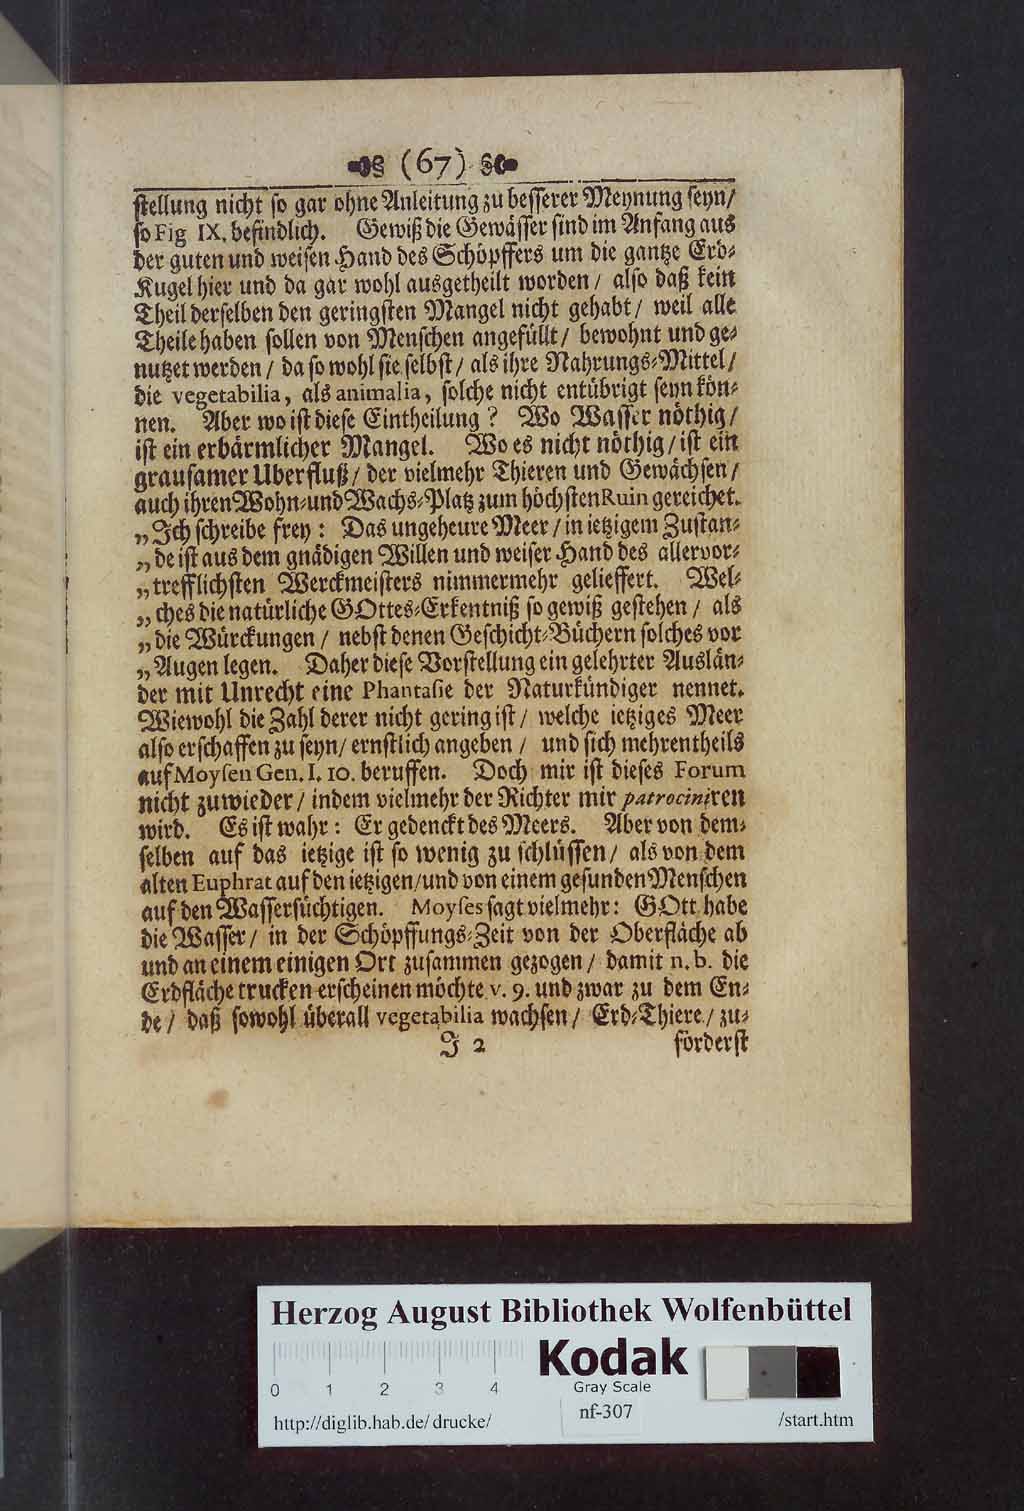 (67)
stellung nicht so gar ohne Anleitung zu besserer Meynung seyn/
so Fig IX. befindlich. Gewiß die Gewässer sind im Anfang aus
der guten und weisen Hand des Schöpffers um die gantze Erd-
Kugel hier und da gar wohl ausgetheilt worden/ also daß kein
Theil derselben den geringsten Mangel nicht gehabt/ weil alle
Theile haben sollen von Menschen angefüllt/ bewohnt und ge-
nutzet werden/ da so wohl sie selbst/ als ihre Nahrungs-Mittel/
die vegetabilia, als animalia, solche nicht entübrigt seyn kön-
nen. Aber wo ist diese Eintheilung? Wo Wasser nöthig/
ist ein erbärmlicher Mangel. Wo es nicht nöthig/ ist ein
grausamer Uberfluß/ der vielmehr Thieren und Gewächsen/
auch ihren Wohn-und Wachs-Platz zum höchsten Ruin gereichet.
„Ich schreibe frey: Das ungeheure Meer/ in ietzigem Zustan-
„de ist aus dem gnädigen Willen und weiser Hand des allervor-
„trefflichsten Werckmeisters nimmermehr gelieffert. Wel-
„ches die natürliche GOttes-Erkentniß so gewiß gestehen/ als
„die Würckungen/ nebst denen Geschicht-Büchern solches vor
„Augen legen. Daher diese Vorstellung ein gelehrter Auslän-
der mit Unrecht eine Phantasie der Naturkündiger nennet.
Wiewohl die Zahl derer nicht gering ist/ welche ietziges Meer
also erschaffen zu seyn/ ernstlich angeben/ und sich mehrentheils
auf Moysen Gen. I. 10. beruffen. Doch mir ist dieses Forum
nicht zuwieder/ indem vielmehr der Richter mir patrociniren
wird. Es ist wahr: Er gedenckt des Meers. Aber von dem-
selben auf das ietzige ist so wenig zu schlüssen/ als von dem
alten Euphrat auf den ietzigen/ und von einem gesunden Menschen
auf den Wassersüchtigen. Moyses sagt vielmehr: GOtt habe
die Wasser/ in der Schöpffungs-Zeit von der Oberfläche ab
und an einem einigen Ort zusammen gezogen/ damit n. b. die
Erdfläche trucken erscheinen möchte v. 9. und zwar zu dem En-
de/ daß sowohl überall vegetabilia wachsen/ Erd-Thiere/ zu-
J 2 förderst
Herzog August Bibliothek Wolfenbüttel
Kodak
Gray Scale
0 1 2 3 4
nf-307
http://diglib.hab.de/drucke/ /start.htm